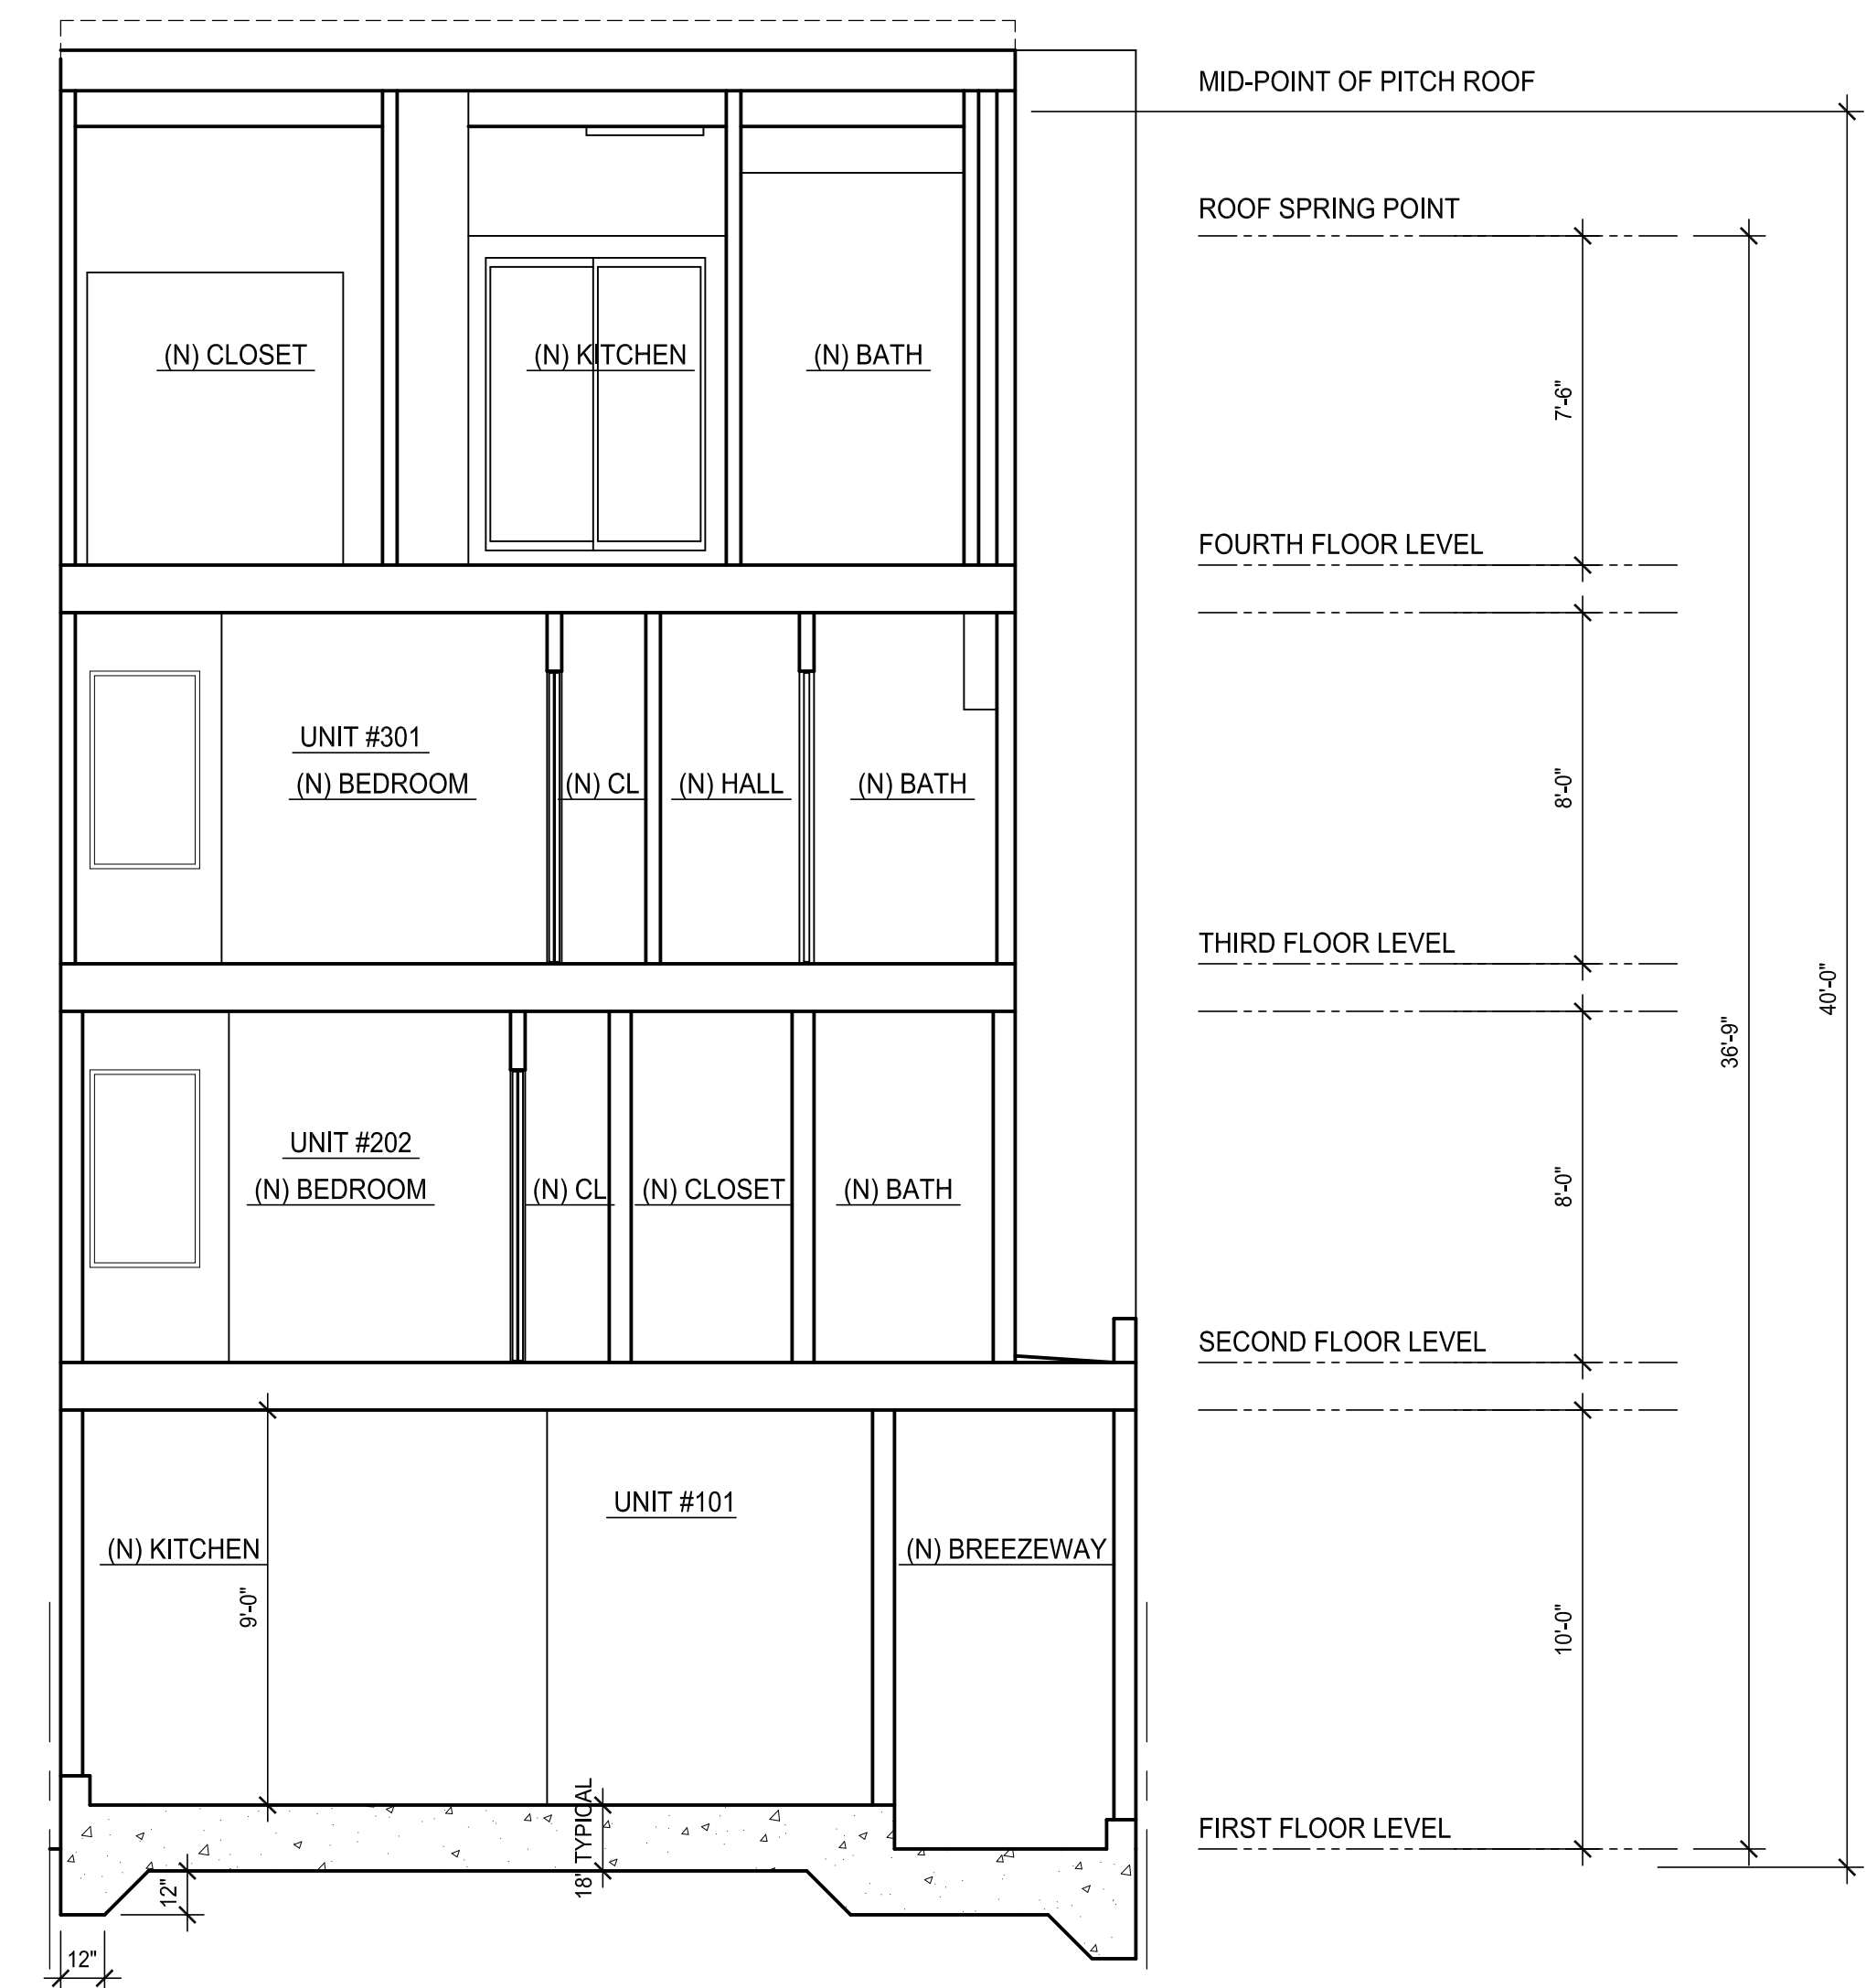 MID-POINT OF PITCH ROOF
ROOF SPRING POINT
(N) CLOSET
(N) KITCHEN
(N) BATH
7'-6"
FOURTH FLOOR LEVEL
UNIT #301
(N) BEDROOM
(N) CL
(N) HALL
(N) BATH
8'-0"
THIRD FLOOR LEVEL
40'-0"
36'-9"
UNIT #202
(N) BEDROOM
(N) CL
(N) CLOSET
(N) BATH
8'-0"
SECOND FLOOR LEVEL
UNIT #101
(N) KITCHEN
(N) BREEZEWAY
9'-0"
10'-0"
18" TYPICAL
FIRST FLOOR LEVEL
12"
12"